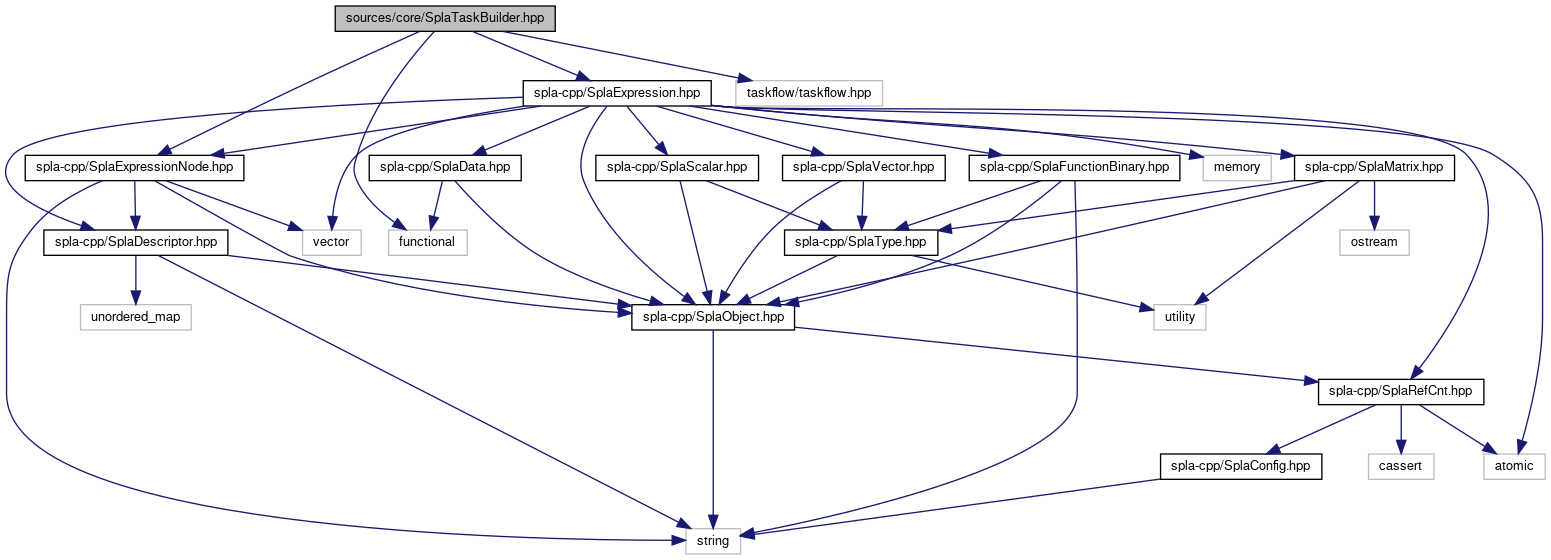 sources/core/SplaTaskBuilder.hpp
spla-cpp/SplaExpression.hpp
taskflow/taskflow.hpp
spla-cpp/SplaExpressionNode.hpp
spla-cpp/SplaData.hpp
spla-cpp/SplaScalar.hpp
spla-cpp/SplaVector.hpp
spla-cpp/SplaFunctionBinary.hpp
memory
spla-cpp/SplaMatrix.hpp
spla-cpp/SplaDescriptor.hpp
vector
functional
spla-cpp/SplaType.hpp
ostream
unordered_map
spla-cpp/SplaObject.hpp
utility
spla-cpp/SplaRefCnt.hpp
spla-cpp/SplaConfig.hpp
cassert
atomic
string